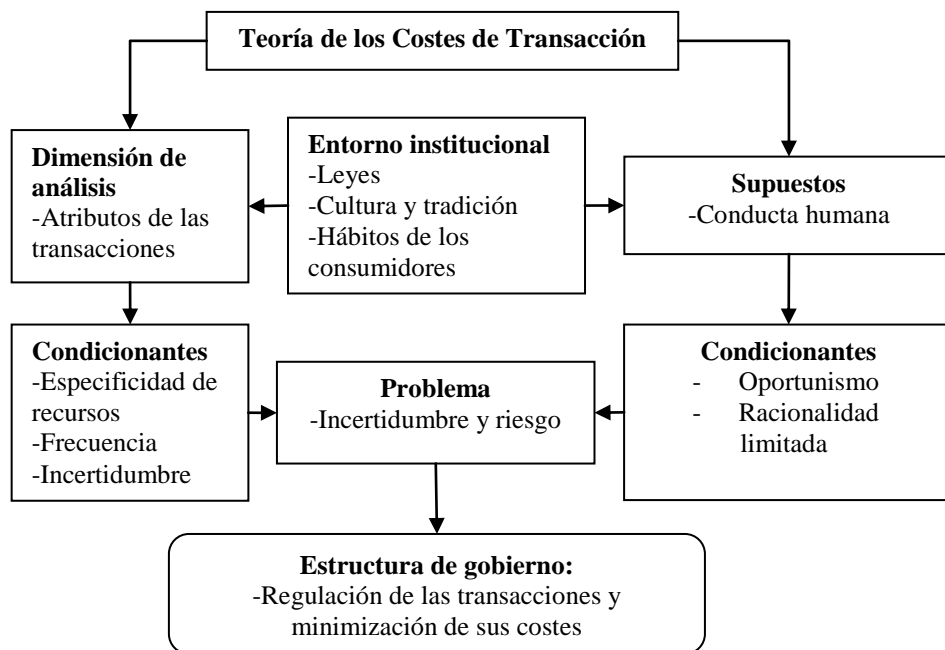 Teoría de los Costes de Transacción
Dimensión de
análisis
-Atributos de las
transacciones
Entorno institucional
-Leyes
-Cultura y tradición
-Hábitos de los
consumidores
Supuestos
-Conducta humana
Condicionantes
-Especificidad de
recursos
-Frecuencia
-Incertidumbre
Problema
-Incertidumbre y riesgo
Condicionantes
- Oportunismo
- Racionalidad
limitada
Estructura de gobierno:
-Regulación de las transacciones y
minimización de sus costes